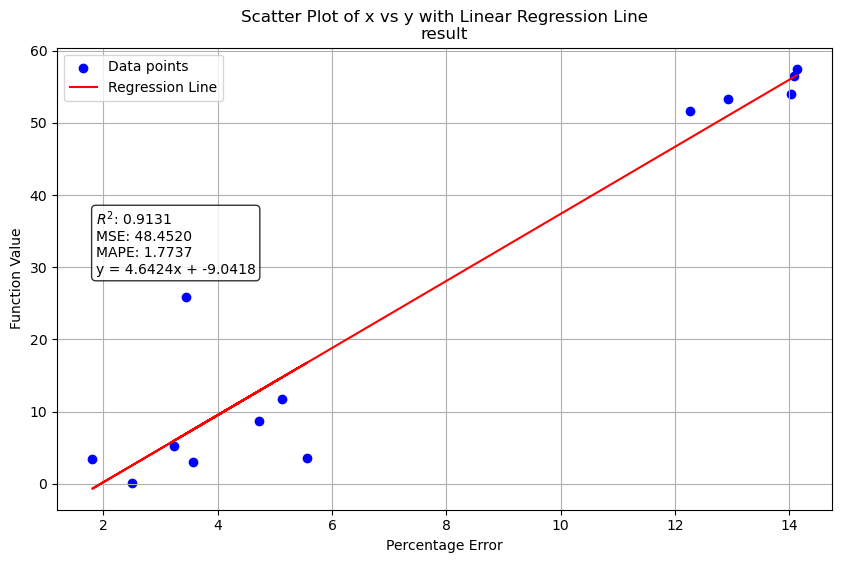 Scatter Plot of x vs y with Linear Regression Line
result
Data points
Regression Line
R²: 0.9131
MSE: 48.4520
MAPE: 1.7737
y = 4.6424x + -9.0418
Function Value
60
50
40
30
20
10
0
2 4 6 8 10 12 14
Percentage Error